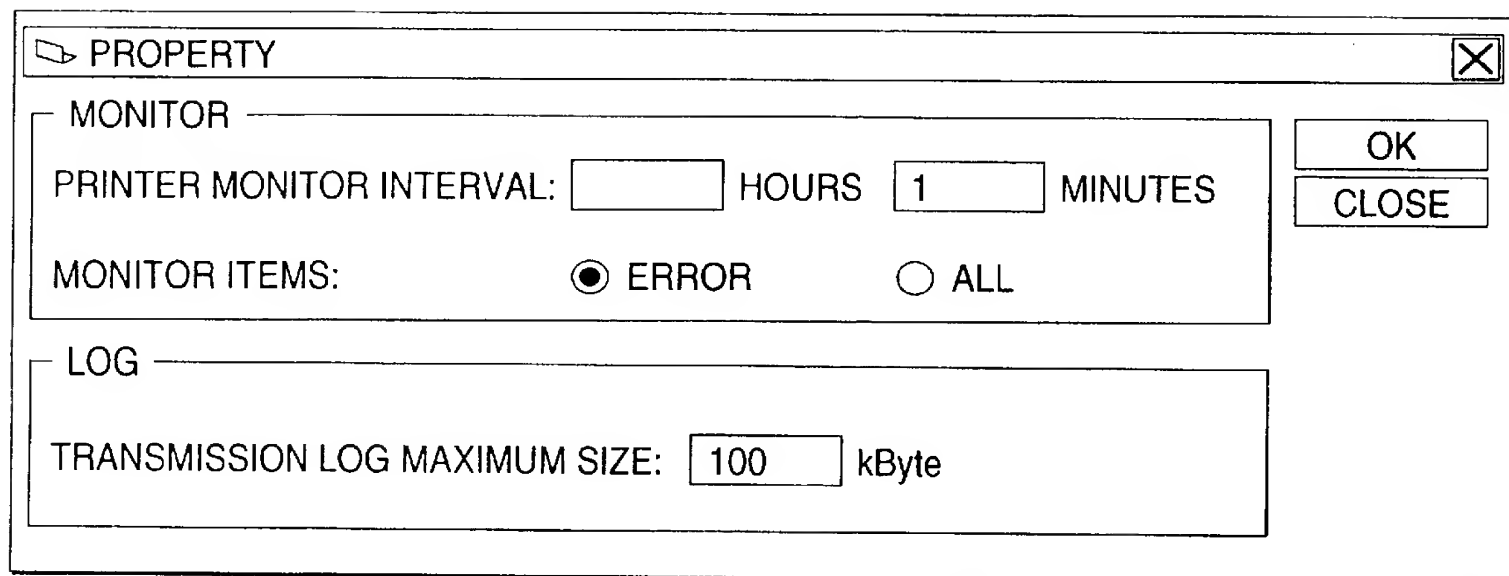 PROPERTY
MONITOR
PRINTER MONITOR INTERVAL: HOURS 1 MINUTES
MONITOR ITEMS: ERROR ALL
OK
CLOSE
LOG
TRANSMISSION LOG MAXIMUM SIZE: 100 kByte